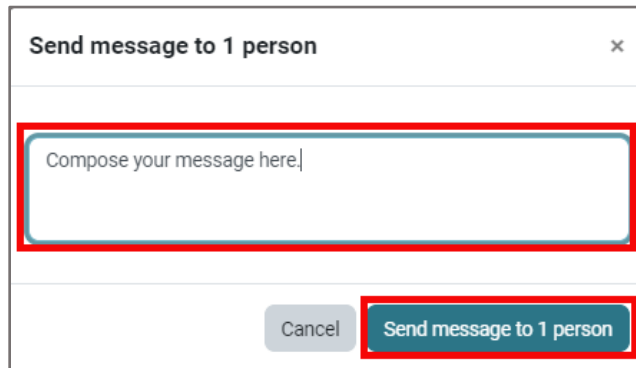 Send message to 1 person ×
Compose your message here.
Cancel Send message to 1 person